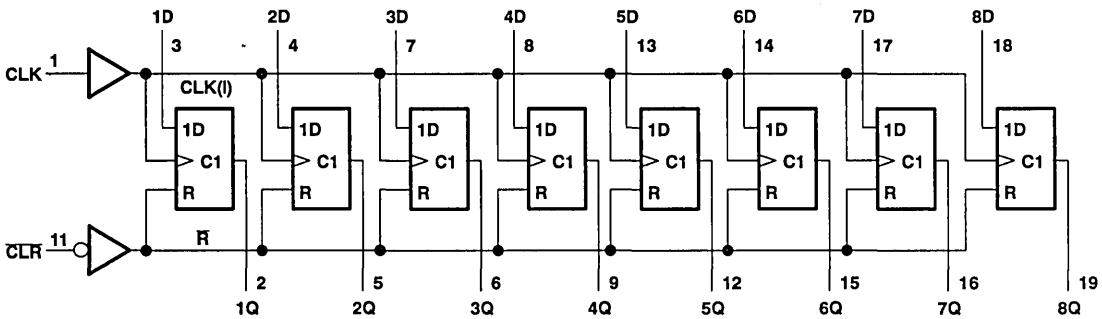 1D 2D 3D 4D 5D 6D 7D 8D
3 4 7 8 13 14 17 18
CLK 1
CLK(I)
1D 1D 1D 1D 1D 1D 1D 1D
C1 C1 C1 C1 C1 C1 C1 C1
R R R R R R R R
C̅L̅R̅ 11
R̅
2 5 6 9 12 15 16 19
1Q 2Q 3Q 4Q 5Q 6Q 7Q 8Q